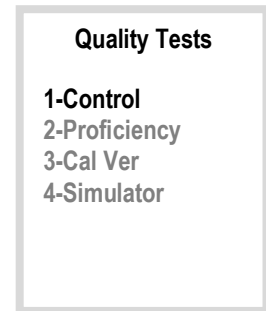 Quality Tests
1-Control
2-Proficiency
3-Cal Ver
4-Simulator